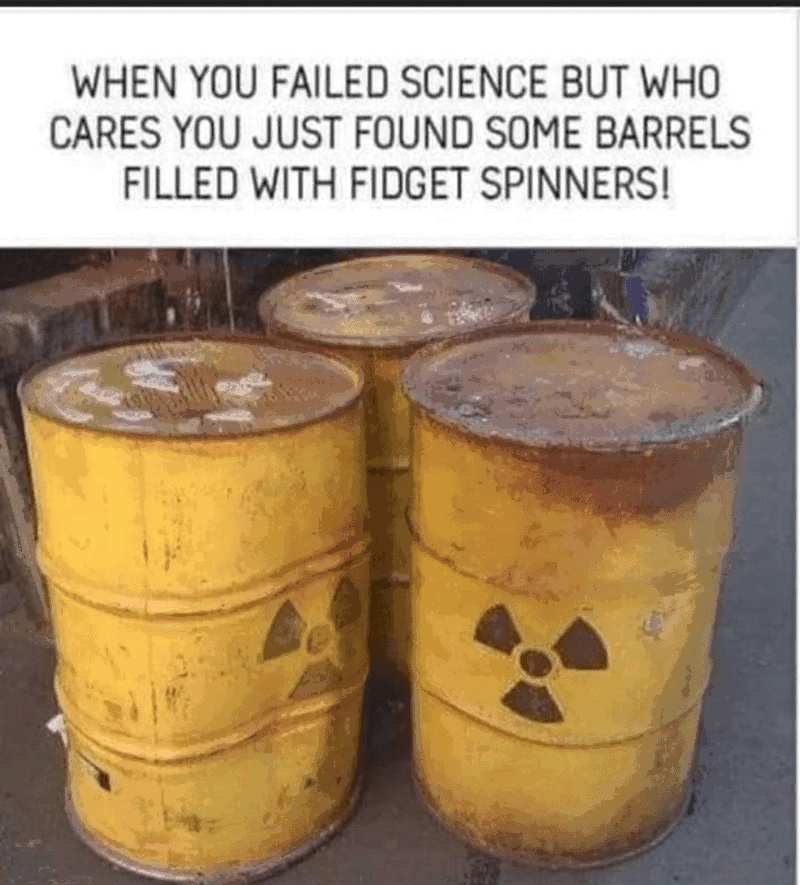 WHEN YOU FAILED SCIENCE BUT WHO
CARES YOU JUST FOUND SOME BARRELS
FILLED WITH FIDGET SPINNERS!